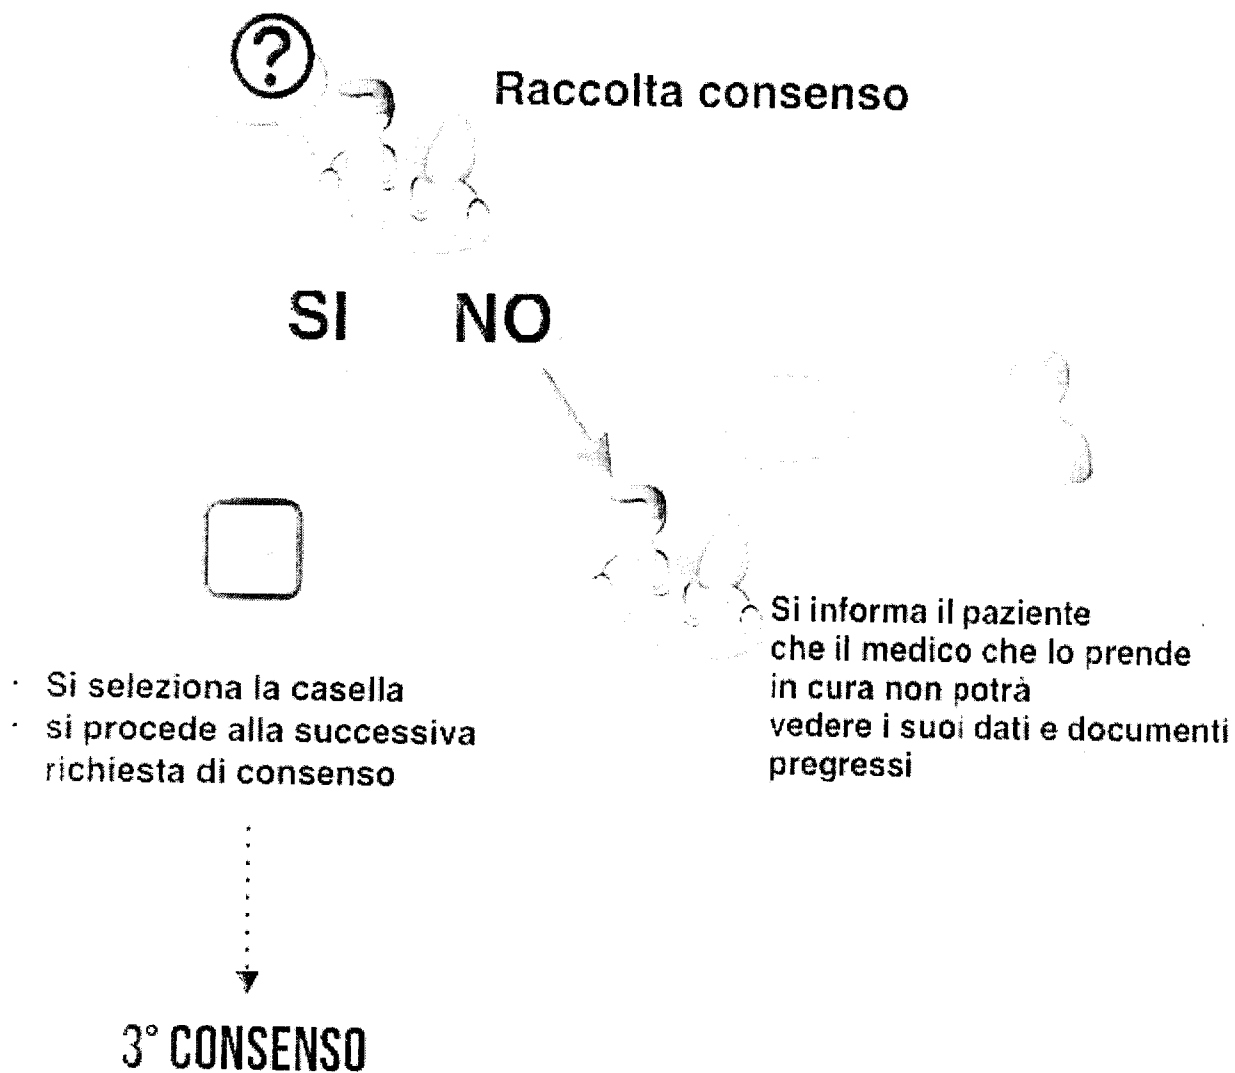 ?
Raccolta consenso
SI NO
Si informa il paziente
che il medico che lo prende
in cura non potrà
vedere i suoi dati e documenti
pregressi
· Si seleziona la casella
· si procede alla successiva
richiesta di consenso
3° CONSENSO